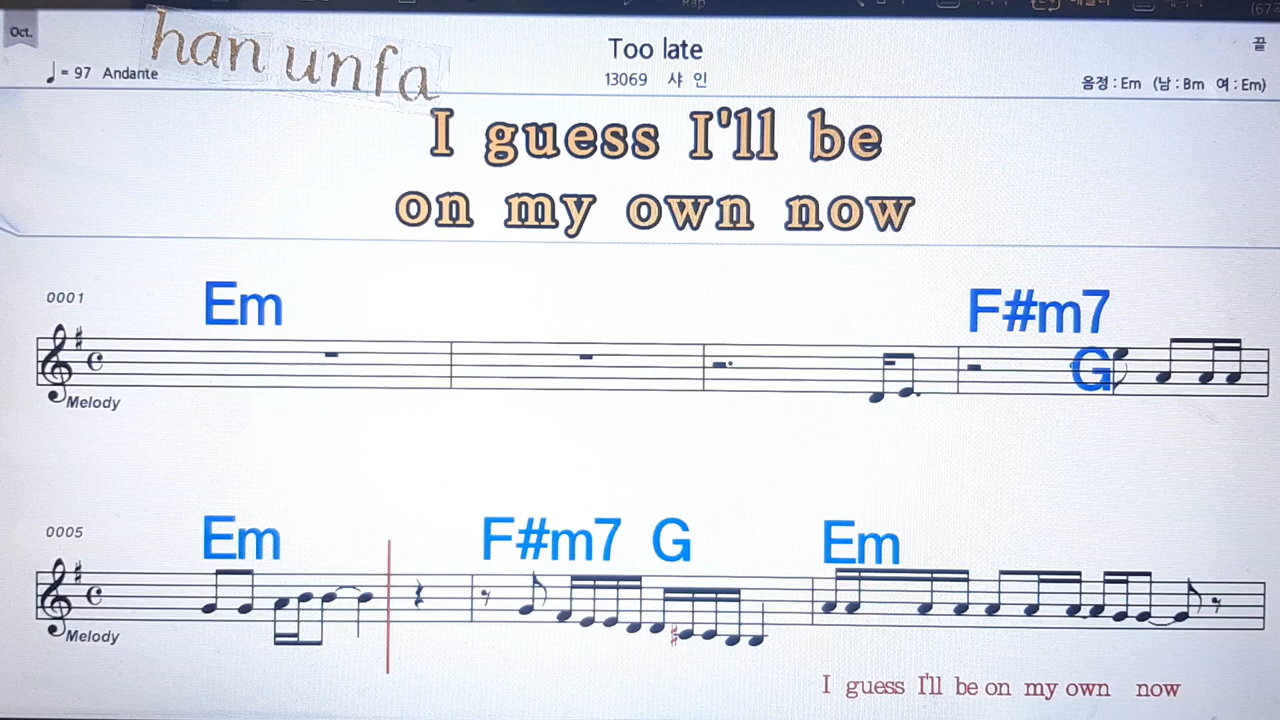 Rap
(67
Oct.
han unfa
Too late
끝
♩= 97 Andante
13069 샤 인
음정 : Em (남 : Bm 여 : Em)
I guess I'll be
on my own now
0001
Em
F#m7
G
Melody
0005
Em F#m7 G Em
Melody
I guess I'll be on my own now